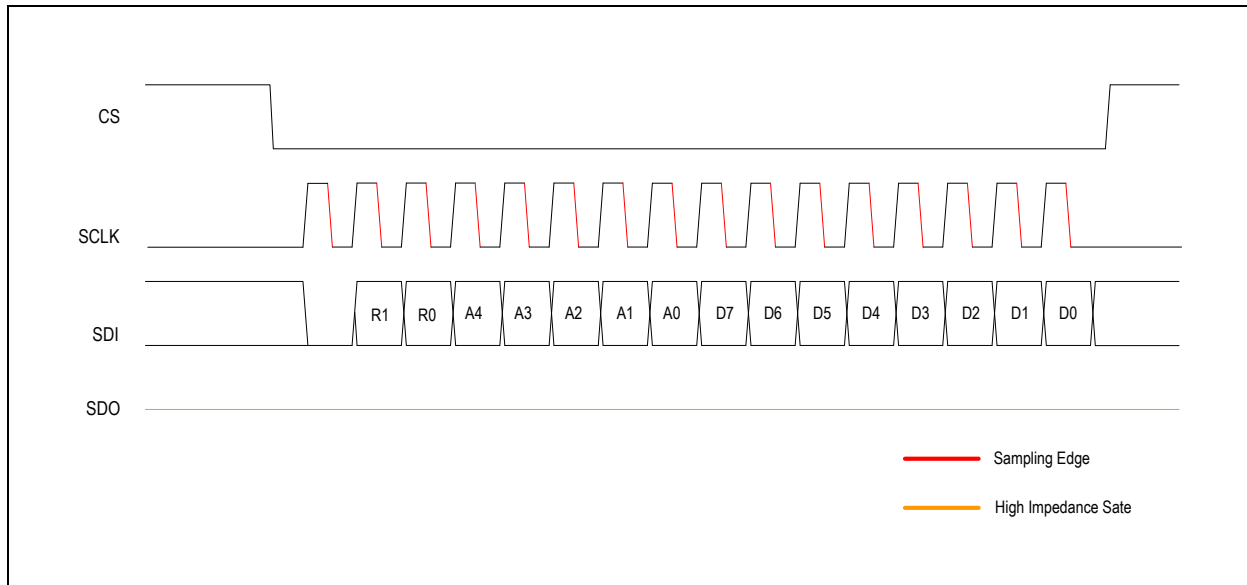 CS
SCLK
SDI
R1 R0 A4 A3 A2 A1 A0 D7 D6 D5 D4 D3 D2 D1 D0
SDO
Sampling Edge
High Impedance Sate